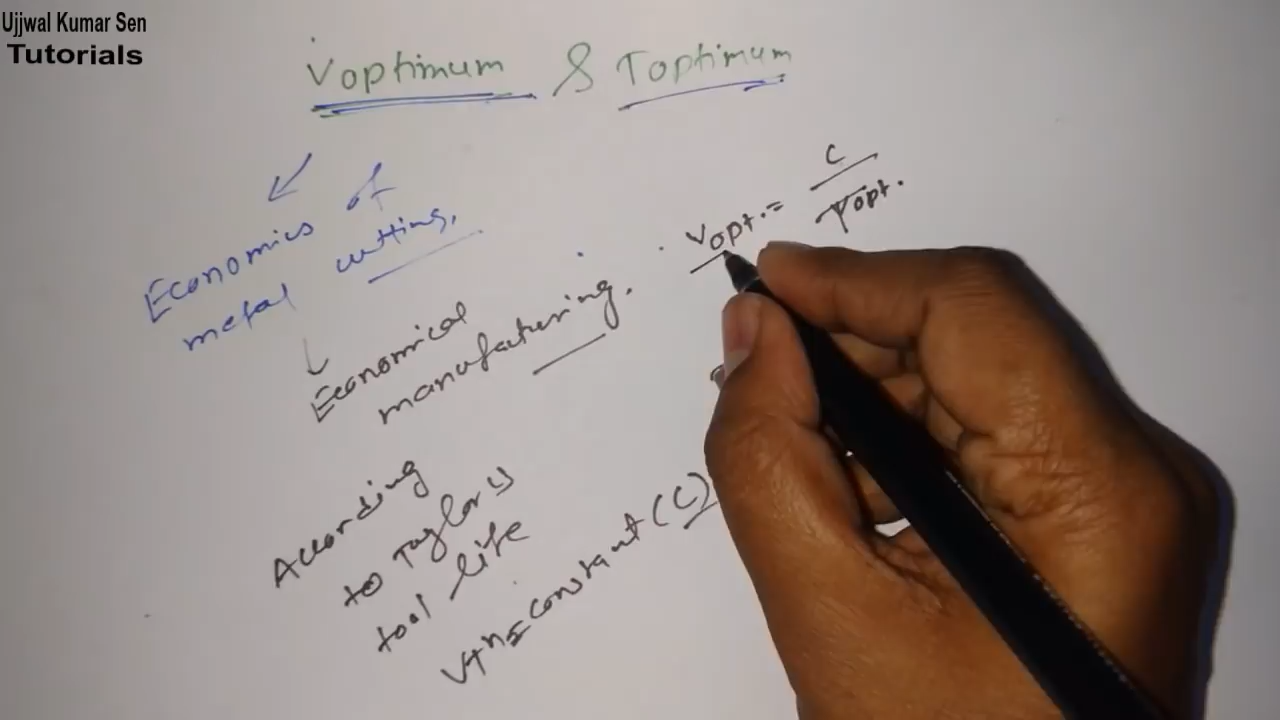 Ujjwal Kumar Sen
Tutorials
Voptimum & Toptimum
Economics of
metal cutting.
Economical
manufacturing.
Vopt. = C
Topt.
According
to Taylor's
tool life
VTn = constant (C)